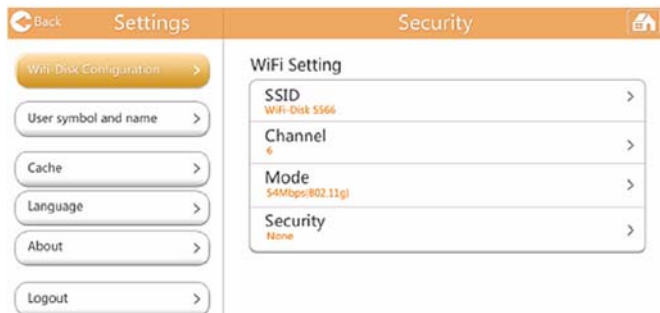 Back
Settings
Security
Wifi-Disk Configuration
User symbol and name
Cache
Language
About
Logout
WiFi Setting
SSID
WiFi-Disk 5566
Channel
6
Mode
54Mbps(802.11g)
Security
None